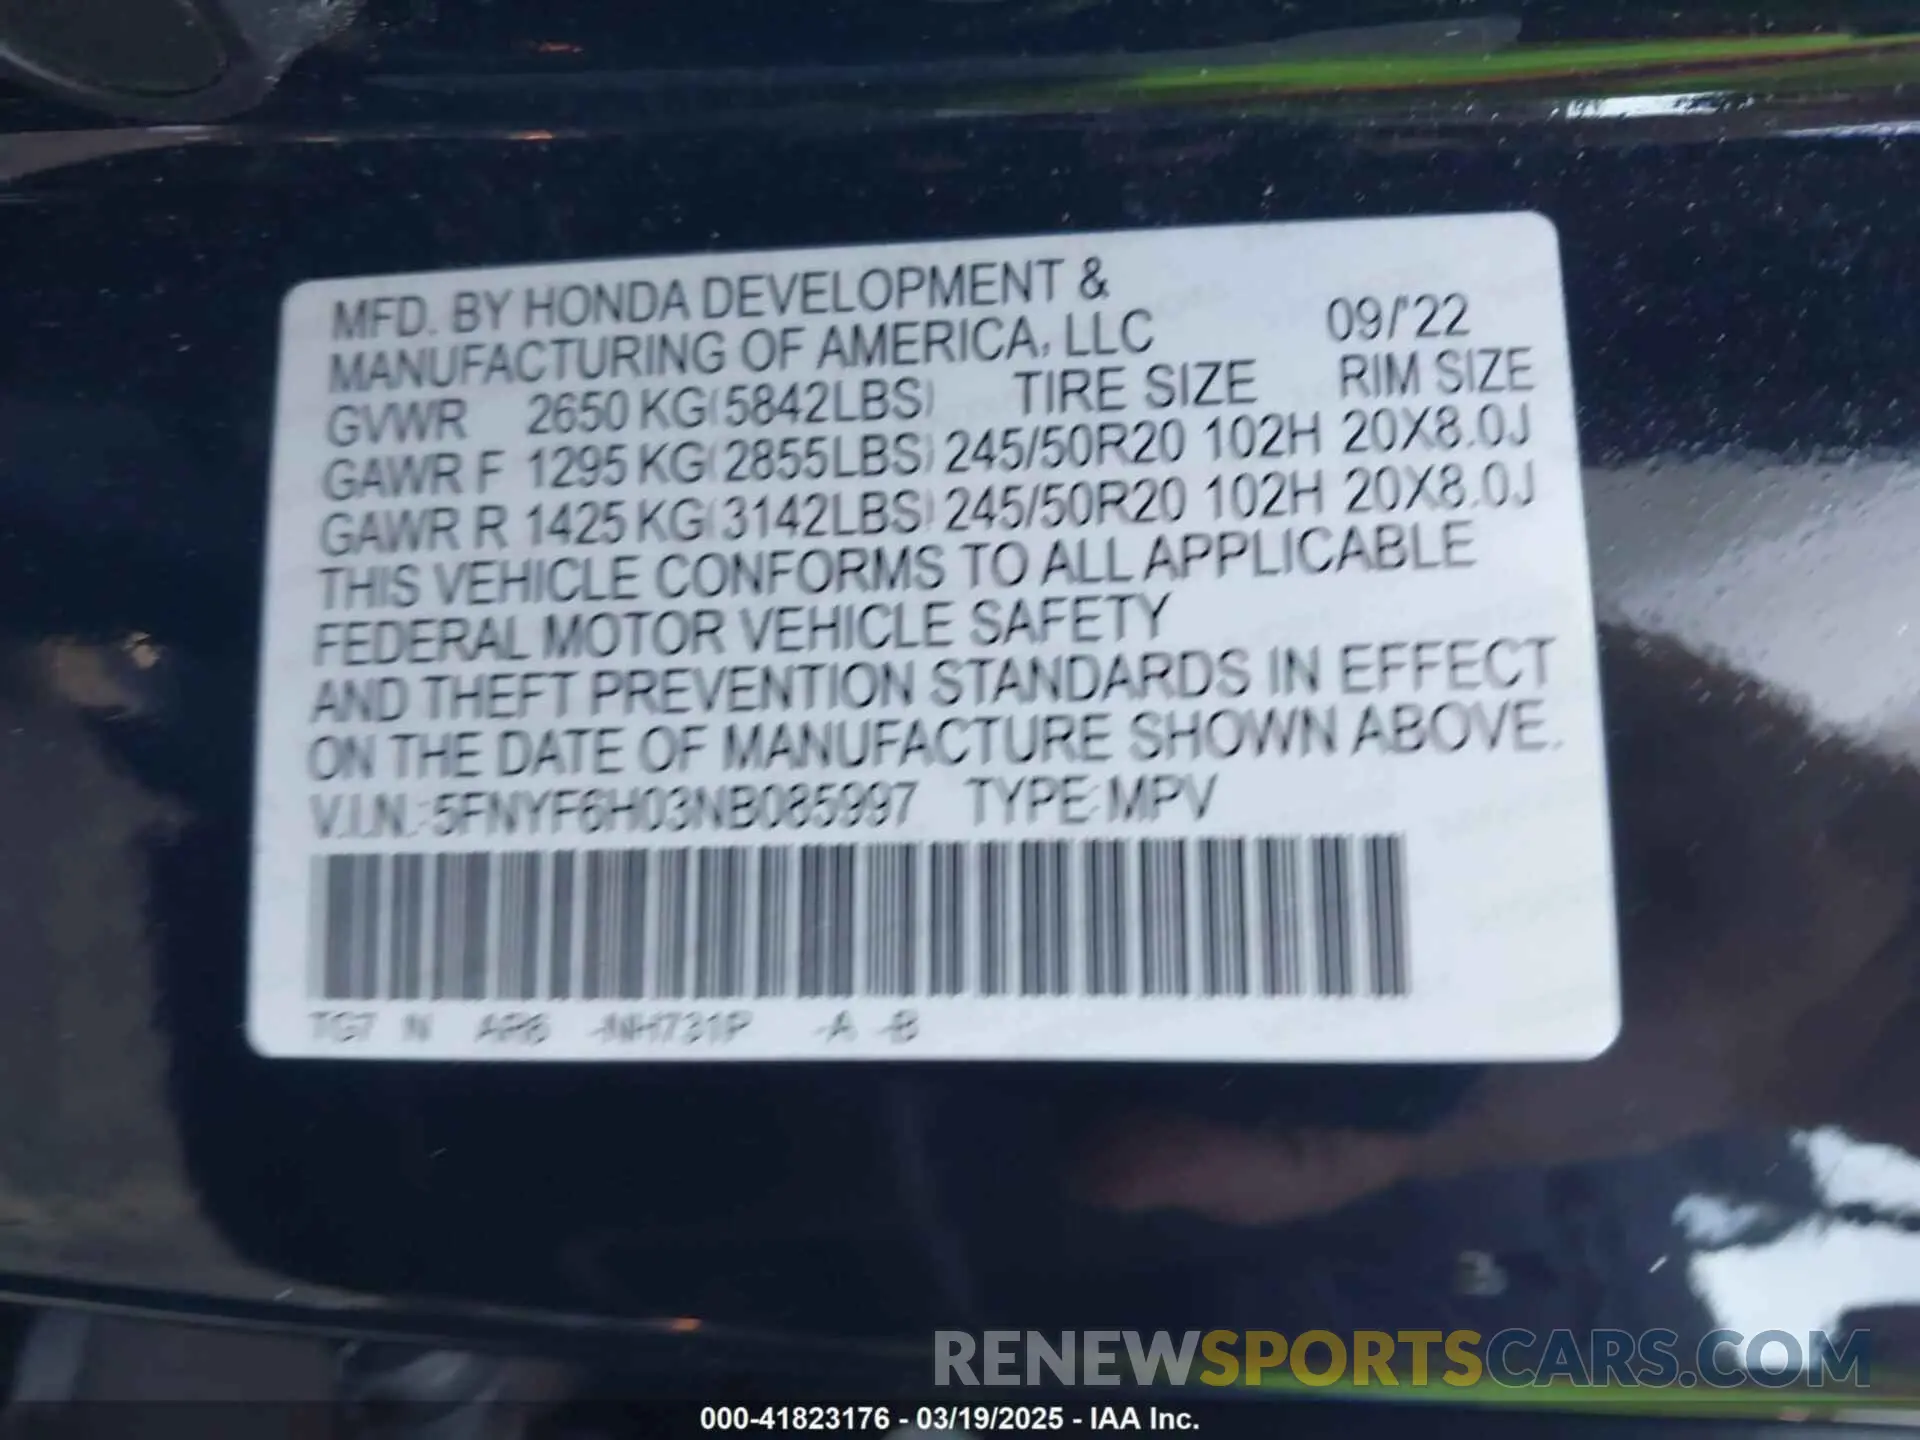 MFD. BY HONDA DEVELOPMENT &
MANUFACTURING OF AMERICA, LLC 09/'22
GVWR 2650 KG(5842LBS) TIRE SIZE RIM SIZE
GAWR F 1295 KG(2855LBS) 245/50R20 102H 20X8.0J
GAWR R 1425 KG(3142LBS) 245/50R20 102H 20X8.0J
THIS VEHICLE CONFORMS TO ALL APPLICABLE
FEDERAL MOTOR VEHICLE SAFETY
AND THEFT PREVENTION STANDARDS IN EFFECT
ON THE DATE OF MANUFACTURE SHOWN ABOVE.
V.I.N.:5FNYF6H03NB085997 TYPE:MPV
TG7 N AR6 -NH731P -A -B
RENEWSPORTSCARS.COM
000-41823176 - 03/19/2025 - IAA Inc.